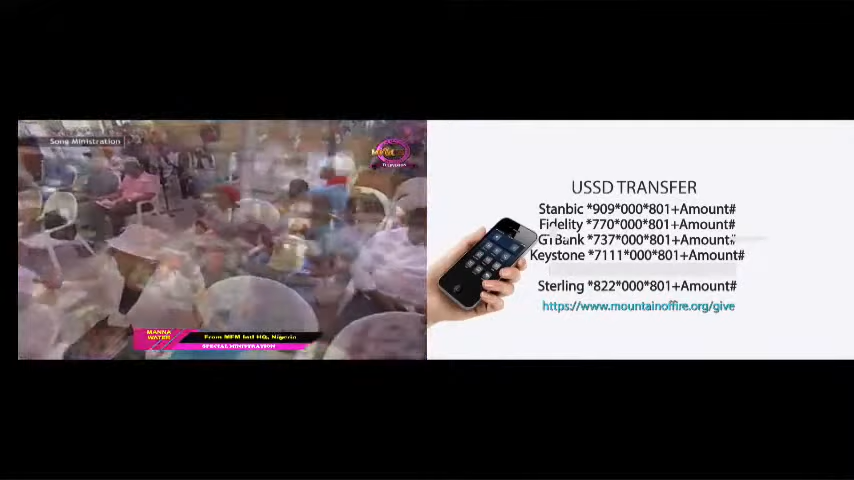 Song Ministration
TELEVISION
MANNA
WATER
From MFM Intl HQ, Nigeria
SPECIAL MINISTRATION
USSD TRANSFER
Stanbic *909*000*801+Amount#
Fidelity *770*000*801+Amount#
GTBank *737*000*801+Amount#
Keystone *7111*000*801+Amount#
Sterling *822*000*801+Amount#
https://www.mountainoffire.org/give